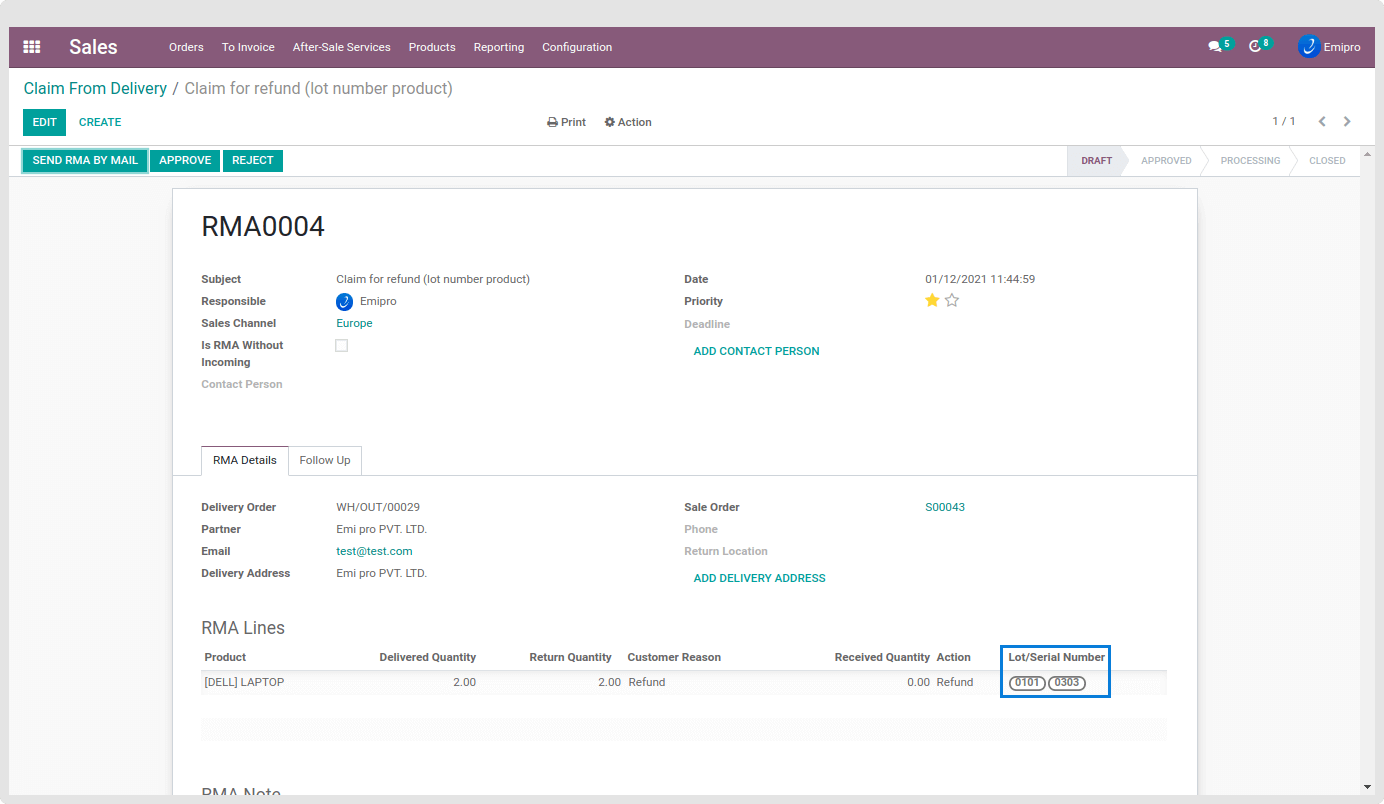 Sales Orders To Invoice After-Sale Services Products Reporting Configuration 5 8 Emipro
Claim From Delivery / Claim for refund (lot number product)
EDIT CREATE Print Action 1 / 1
SEND RMA BY MAIL APPROVE REJECT DRAFT APPROVED PROCESSING CLOSED
RMA0004
Subject Claim for refund (lot number product) Date 01/12/2021 11:44:59
Responsible Emipro Priority
Sales Channel Europe Deadline
Is RMA Without
Incoming
ADD CONTACT PERSON
Contact Person
RMA Details Follow Up
Delivery Order WH/OUT/00029 Sale Order S00043
Partner Emi pro PVT. LTD. Phone
Email test@test.com Return Location
Delivery Address Emi pro PVT. LTD. ADD DELIVERY ADDRESS
RMA Lines
Product Delivered Quantity Return Quantity Customer Reason Received Quantity Action Lot/Serial Number
[DELL] LAPTOP 2.00 2.00 Refund 0.00 Refund 0101 0303
RMA Note